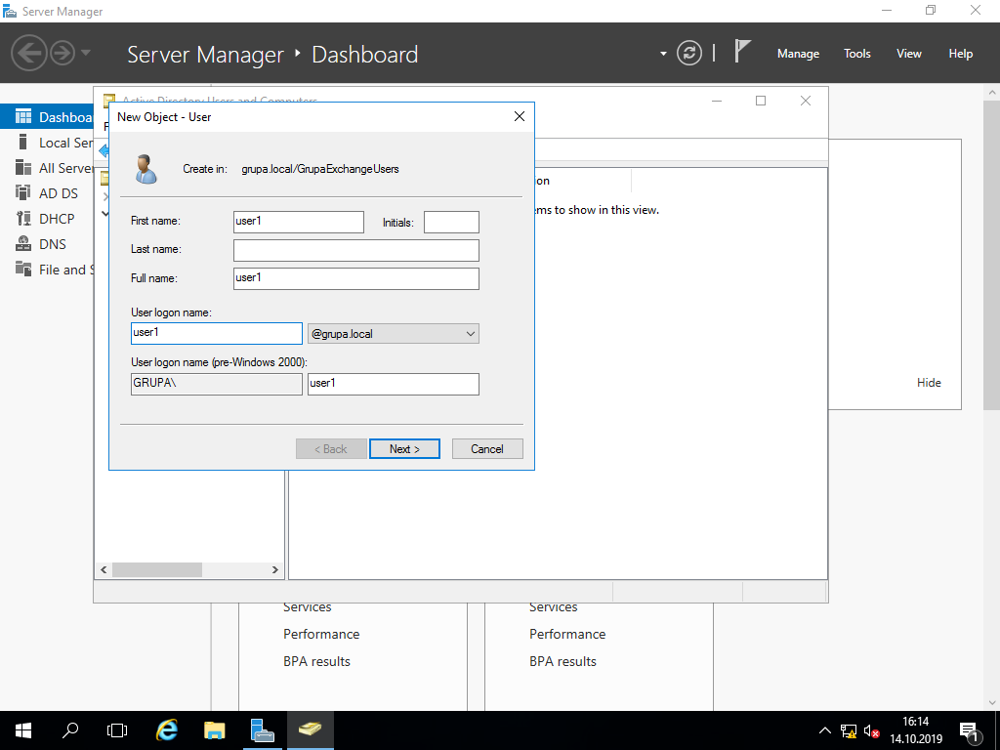 Server Manager
Server Manager ‣ Dashboard
Manage Tools View Help
Active Directory Users and Computers
Dashboa
Local Ser
All Server
AD DS
DHCP
DNS
File and S
New Object - User
Create in: grupa.local/GrupaExchangeUsers
First name: user1 Initials:
Last name:
Full name: user1
User logon name:
user1 @grupa.local
User logon name (pre-Windows 2000):
GRUPA\ user1
< Back Next > Cancel
ion
ems to show in this view.
Hide
Services Services
Performance Performance
BPA results BPA results
16:14
14.10.2019
1